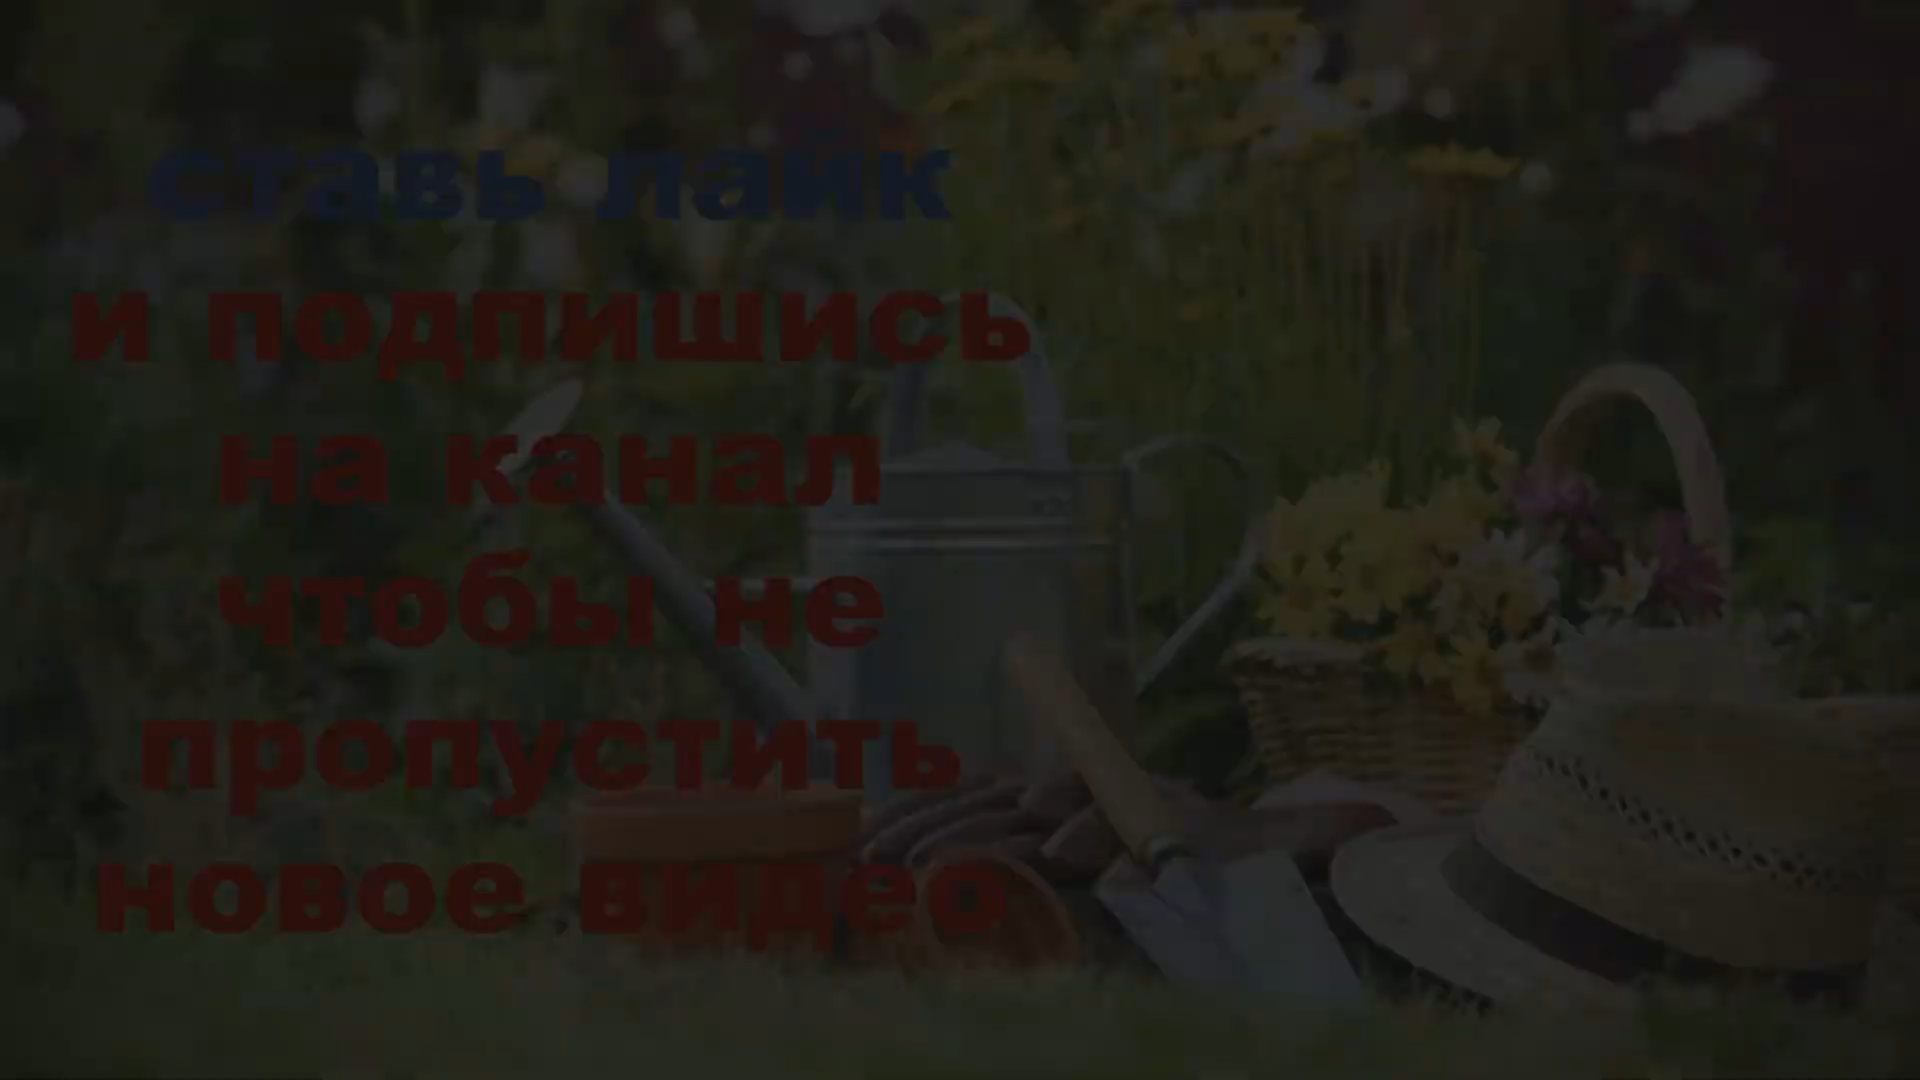 ставь лайк
и подпишись
на канал
чтобы не
пропустить
новое видео